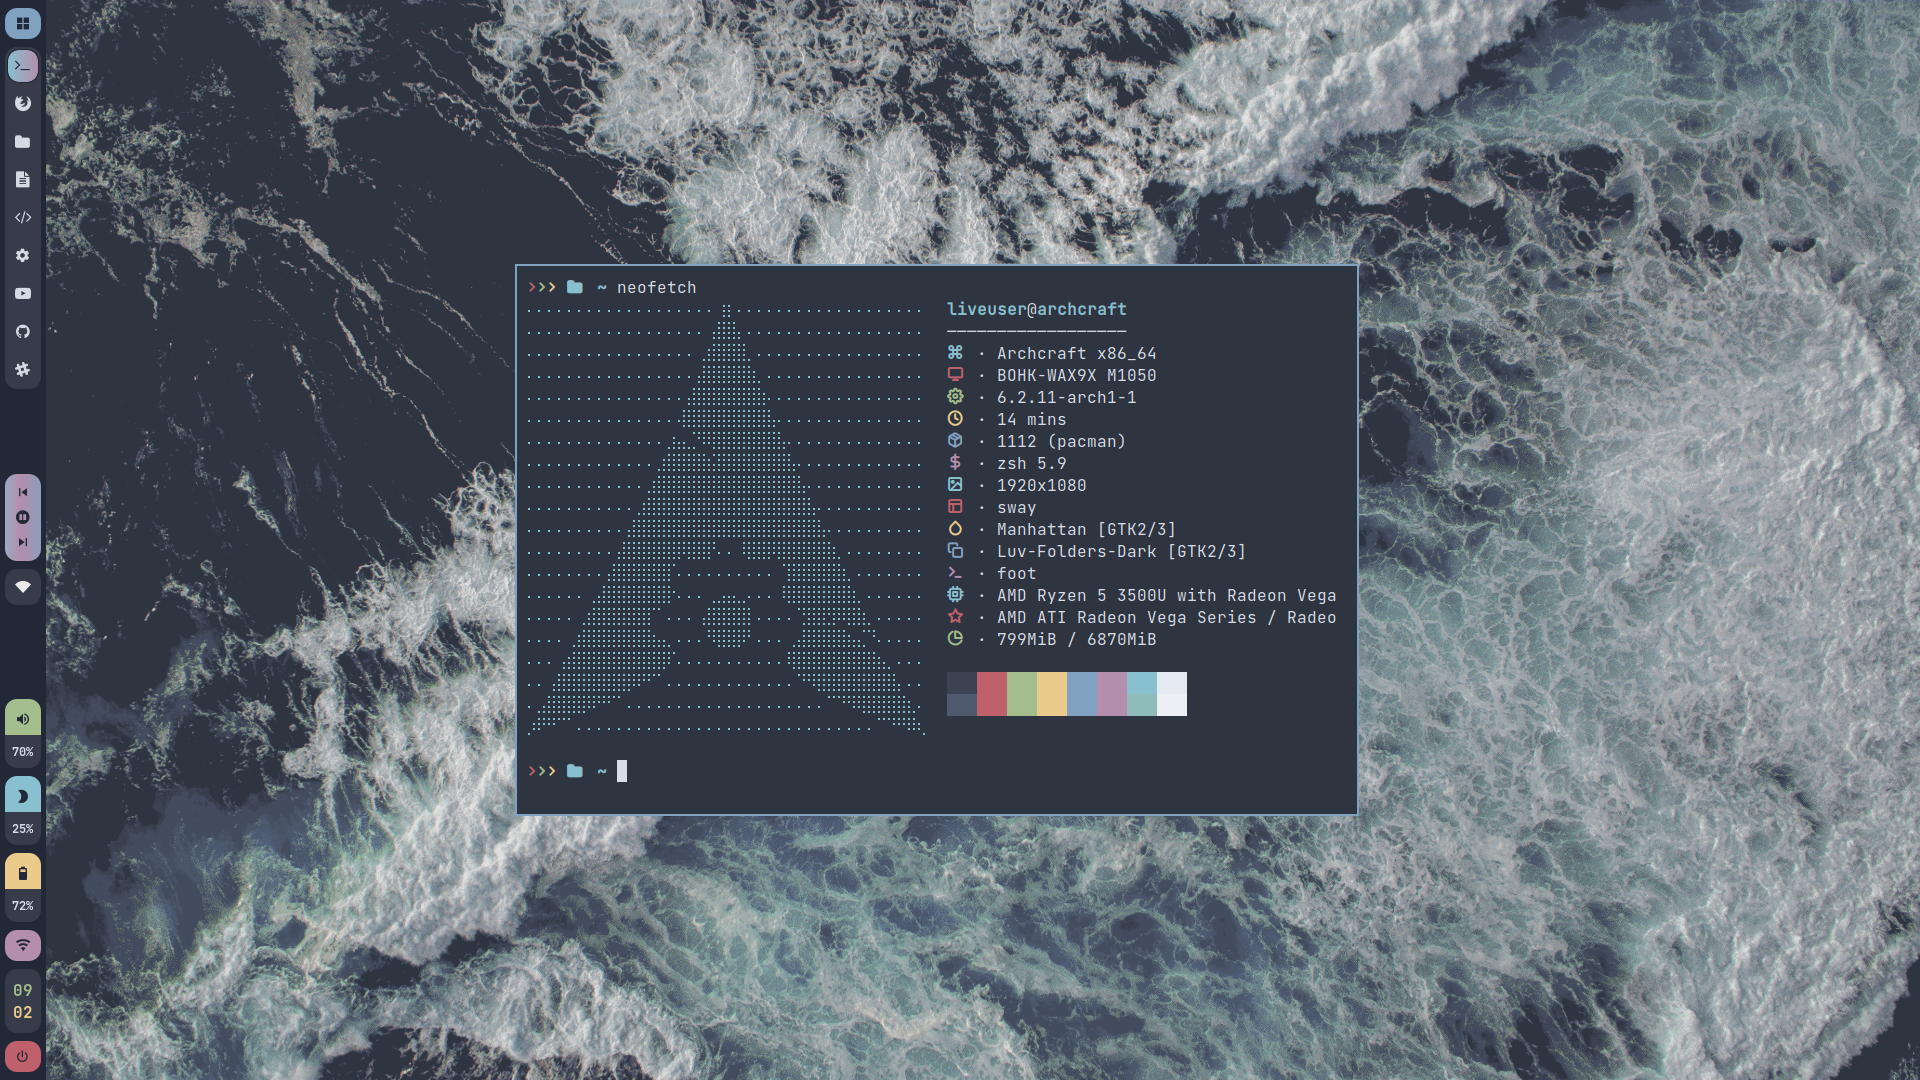 neofetch
liveuser@archcraft
Archcraft x86_64
BOHK-WAX9X M1050
6.2.11-arch1-1
14 mins
1112 (pacman)
zsh 5.9
1920x1080
sway
Manhattan [GTK2/3]
Luv-Folders-Dark [GTK2/3]
foot
AMD Ryzen 5 3500U with Radeon Vega
AMD ATI Radeon Vega Series / Radeo
799MiB / 6870MiB
~
70%
25%
72%
09
02